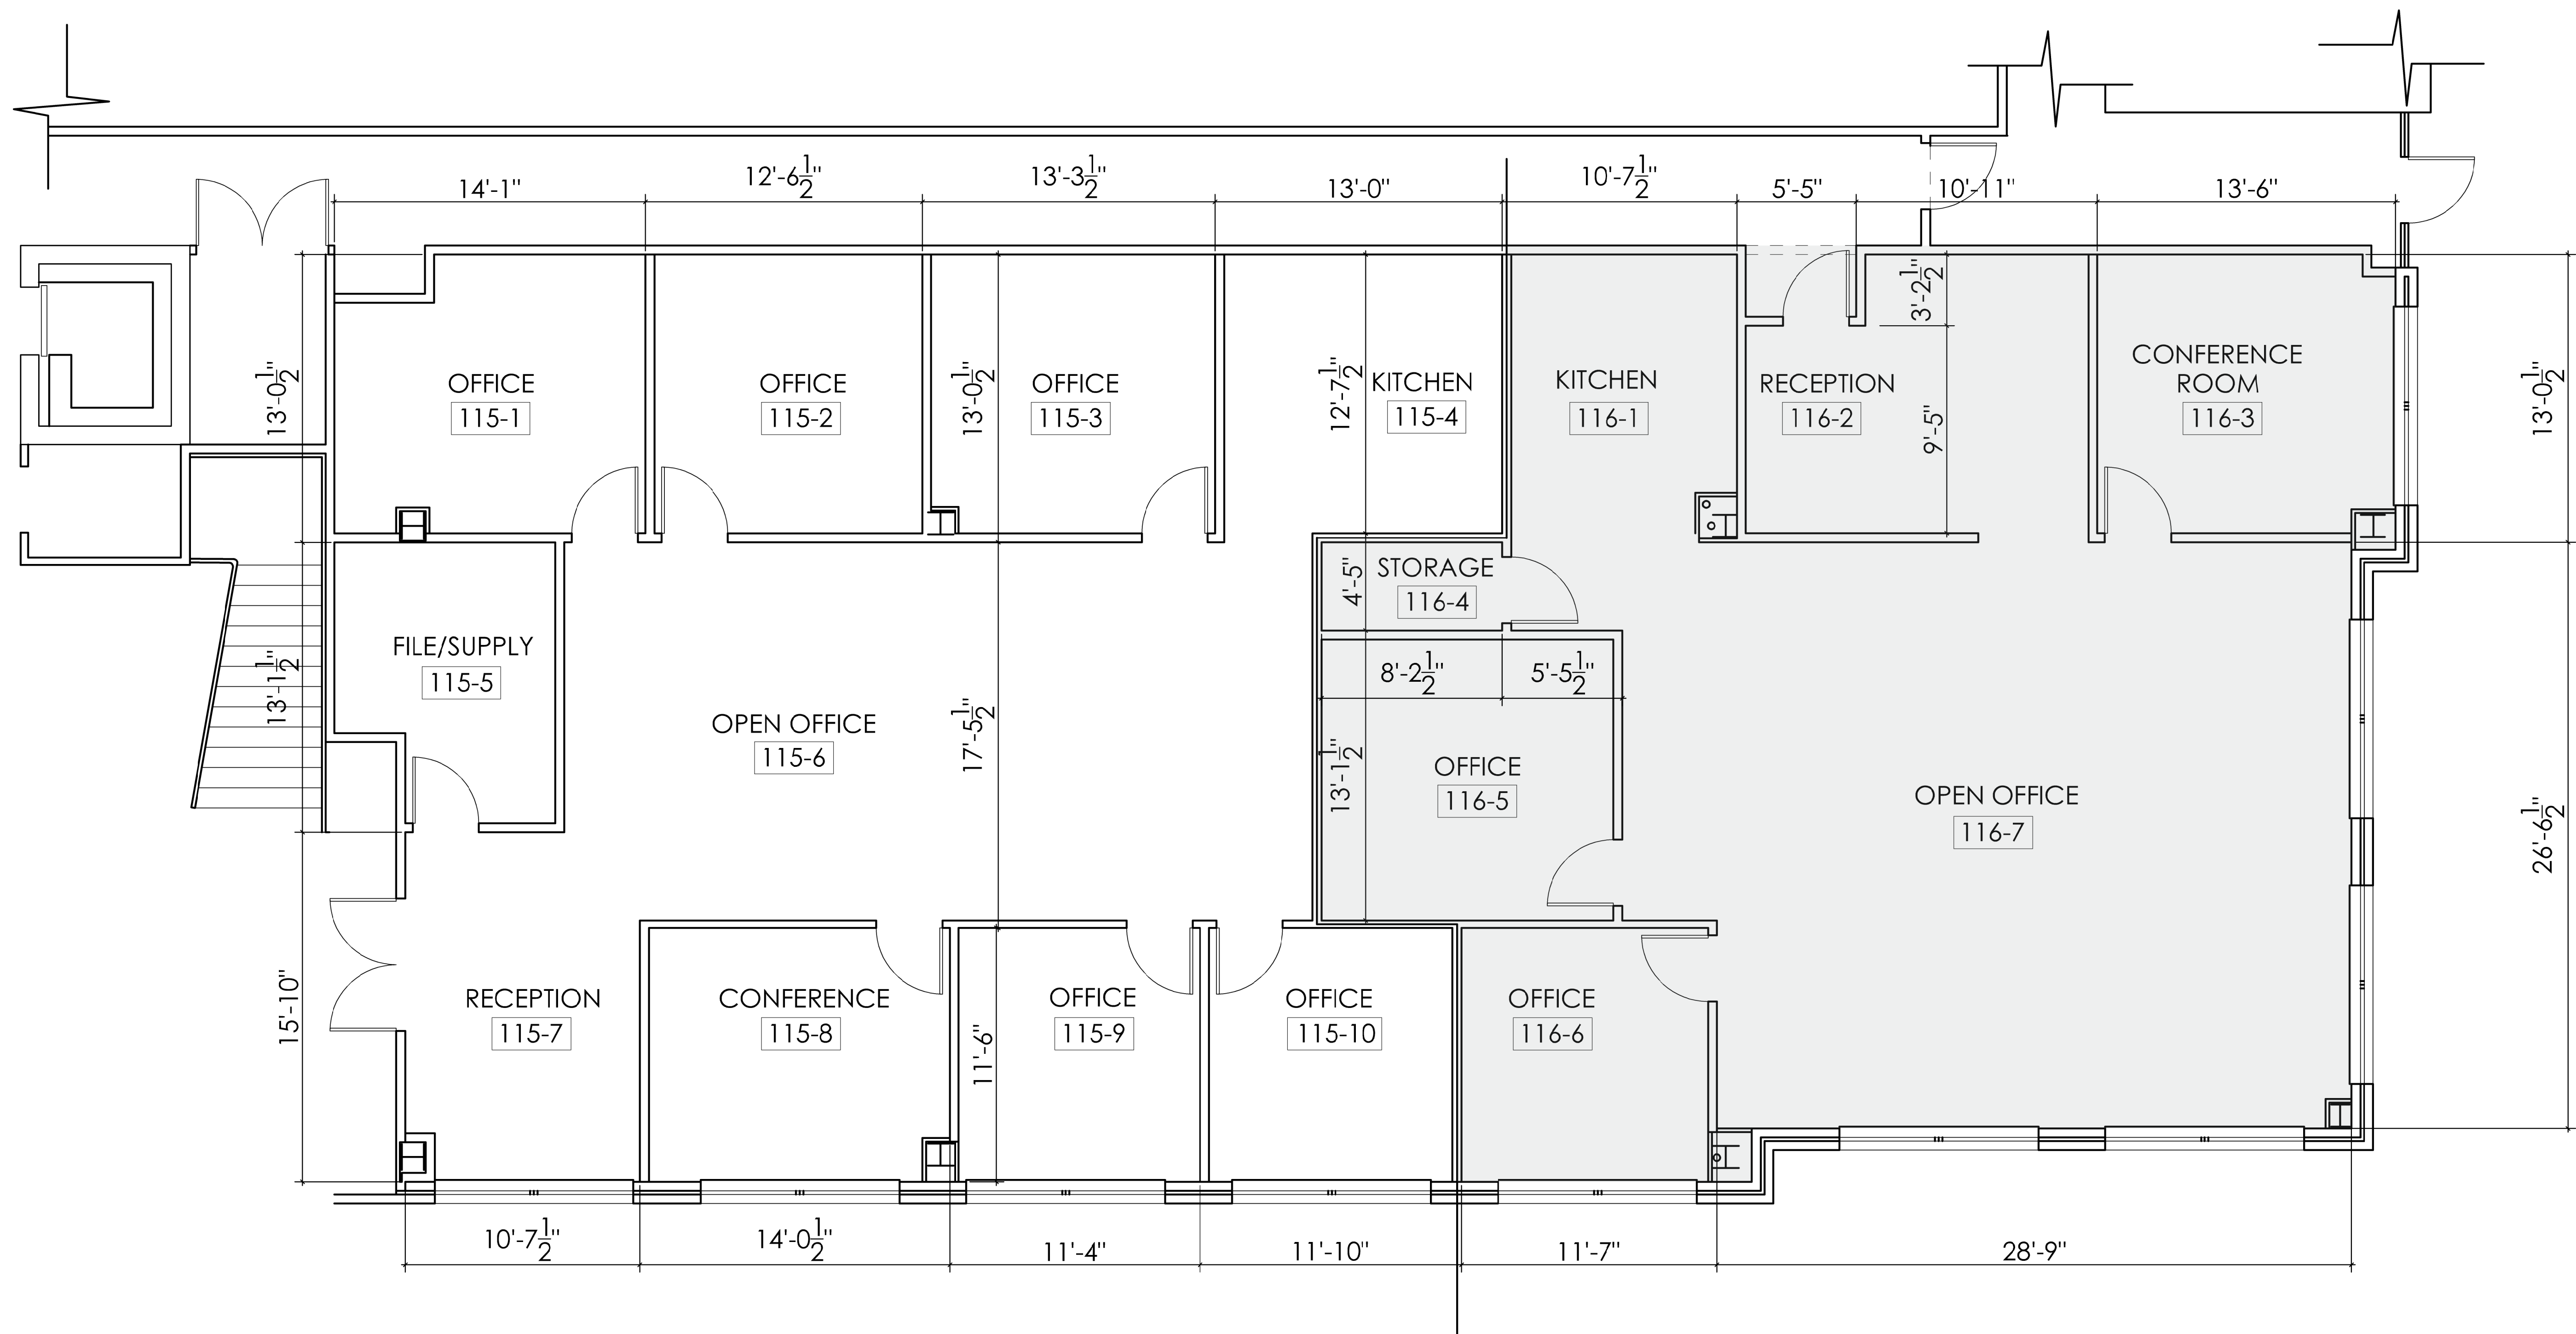 14'-1"
12'-6 1/2"
13'-3 1/2"
13'-0"
10'-7 1/2"
5'-5"
10'-11"
13'-6"
13'-0 1/2"
OFFICE
115-1
OFFICE
115-2
13'-0 1/2"
OFFICE
115-3
12'-7 1/2"
KITCHEN
115-4
KITCHEN
116-1
RECEPTION
116-2
3'-2 1/2"
9'-5"
CONFERENCE
ROOM
116-3
13'-0 1/2"
13'-1 1/2"
FILE/SUPPLY
115-5
OPEN OFFICE
115-6
17'-5 1/2"
4'-5"
STORAGE
116-4
8'-2 1/2"
5'-5 1/2"
13'-1 1/2"
OFFICE
116-5
OPEN OFFICE
116-7
26'-6 1/2"
15'-10"
RECEPTION
115-7
CONFERENCE
115-8
11'-6"
OFFICE
115-9
OFFICE
115-10
OFFICE
116-6
10'-7 1/2"
14'-0 1/2"
11'-4"
11'-10"
11'-7"
28'-9"